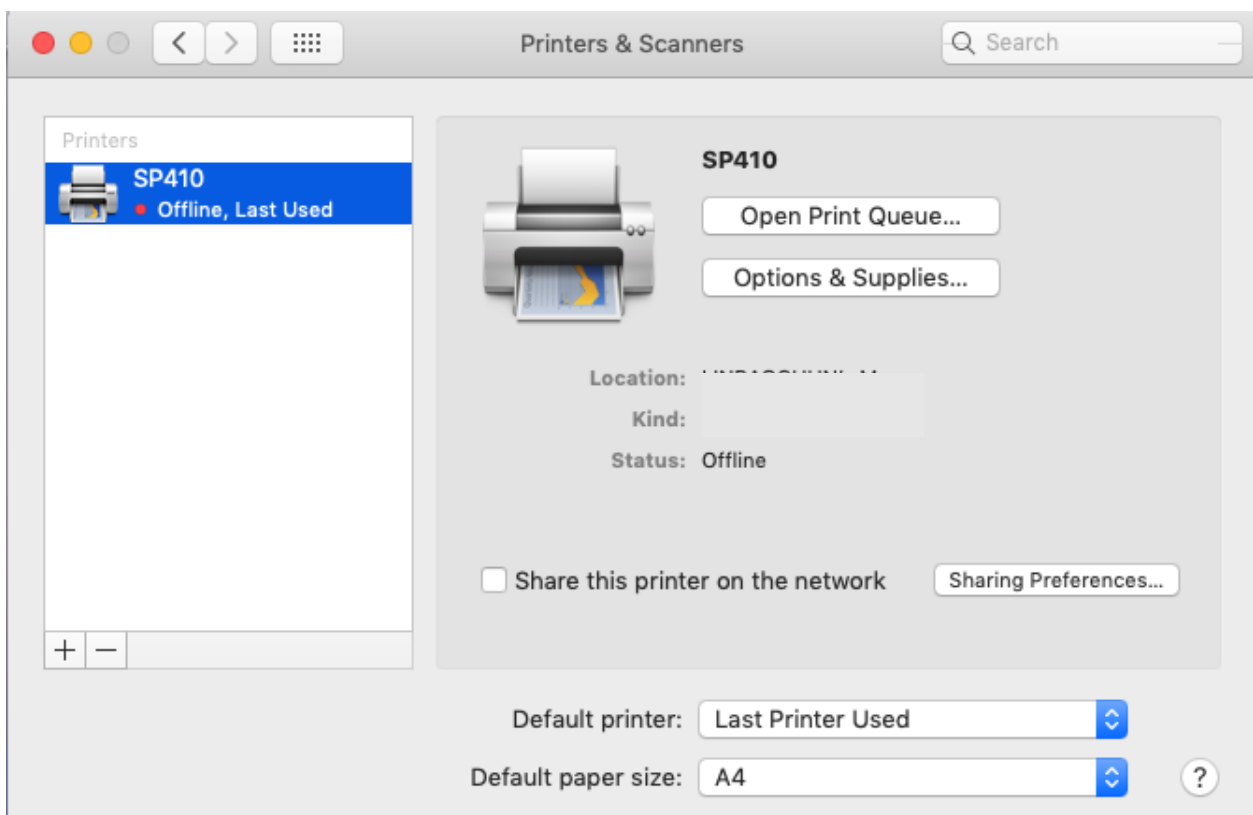 Printers & Scanners
Search
Printers
SP410
Offline, Last Used
SP410
Open Print Queue...
Options & Supplies...
Location:
Kind:
Status: Offline
Share this printer on the network
Sharing Preferences...
+ −
Default printer: Last Printer Used
Default paper size: A4
?